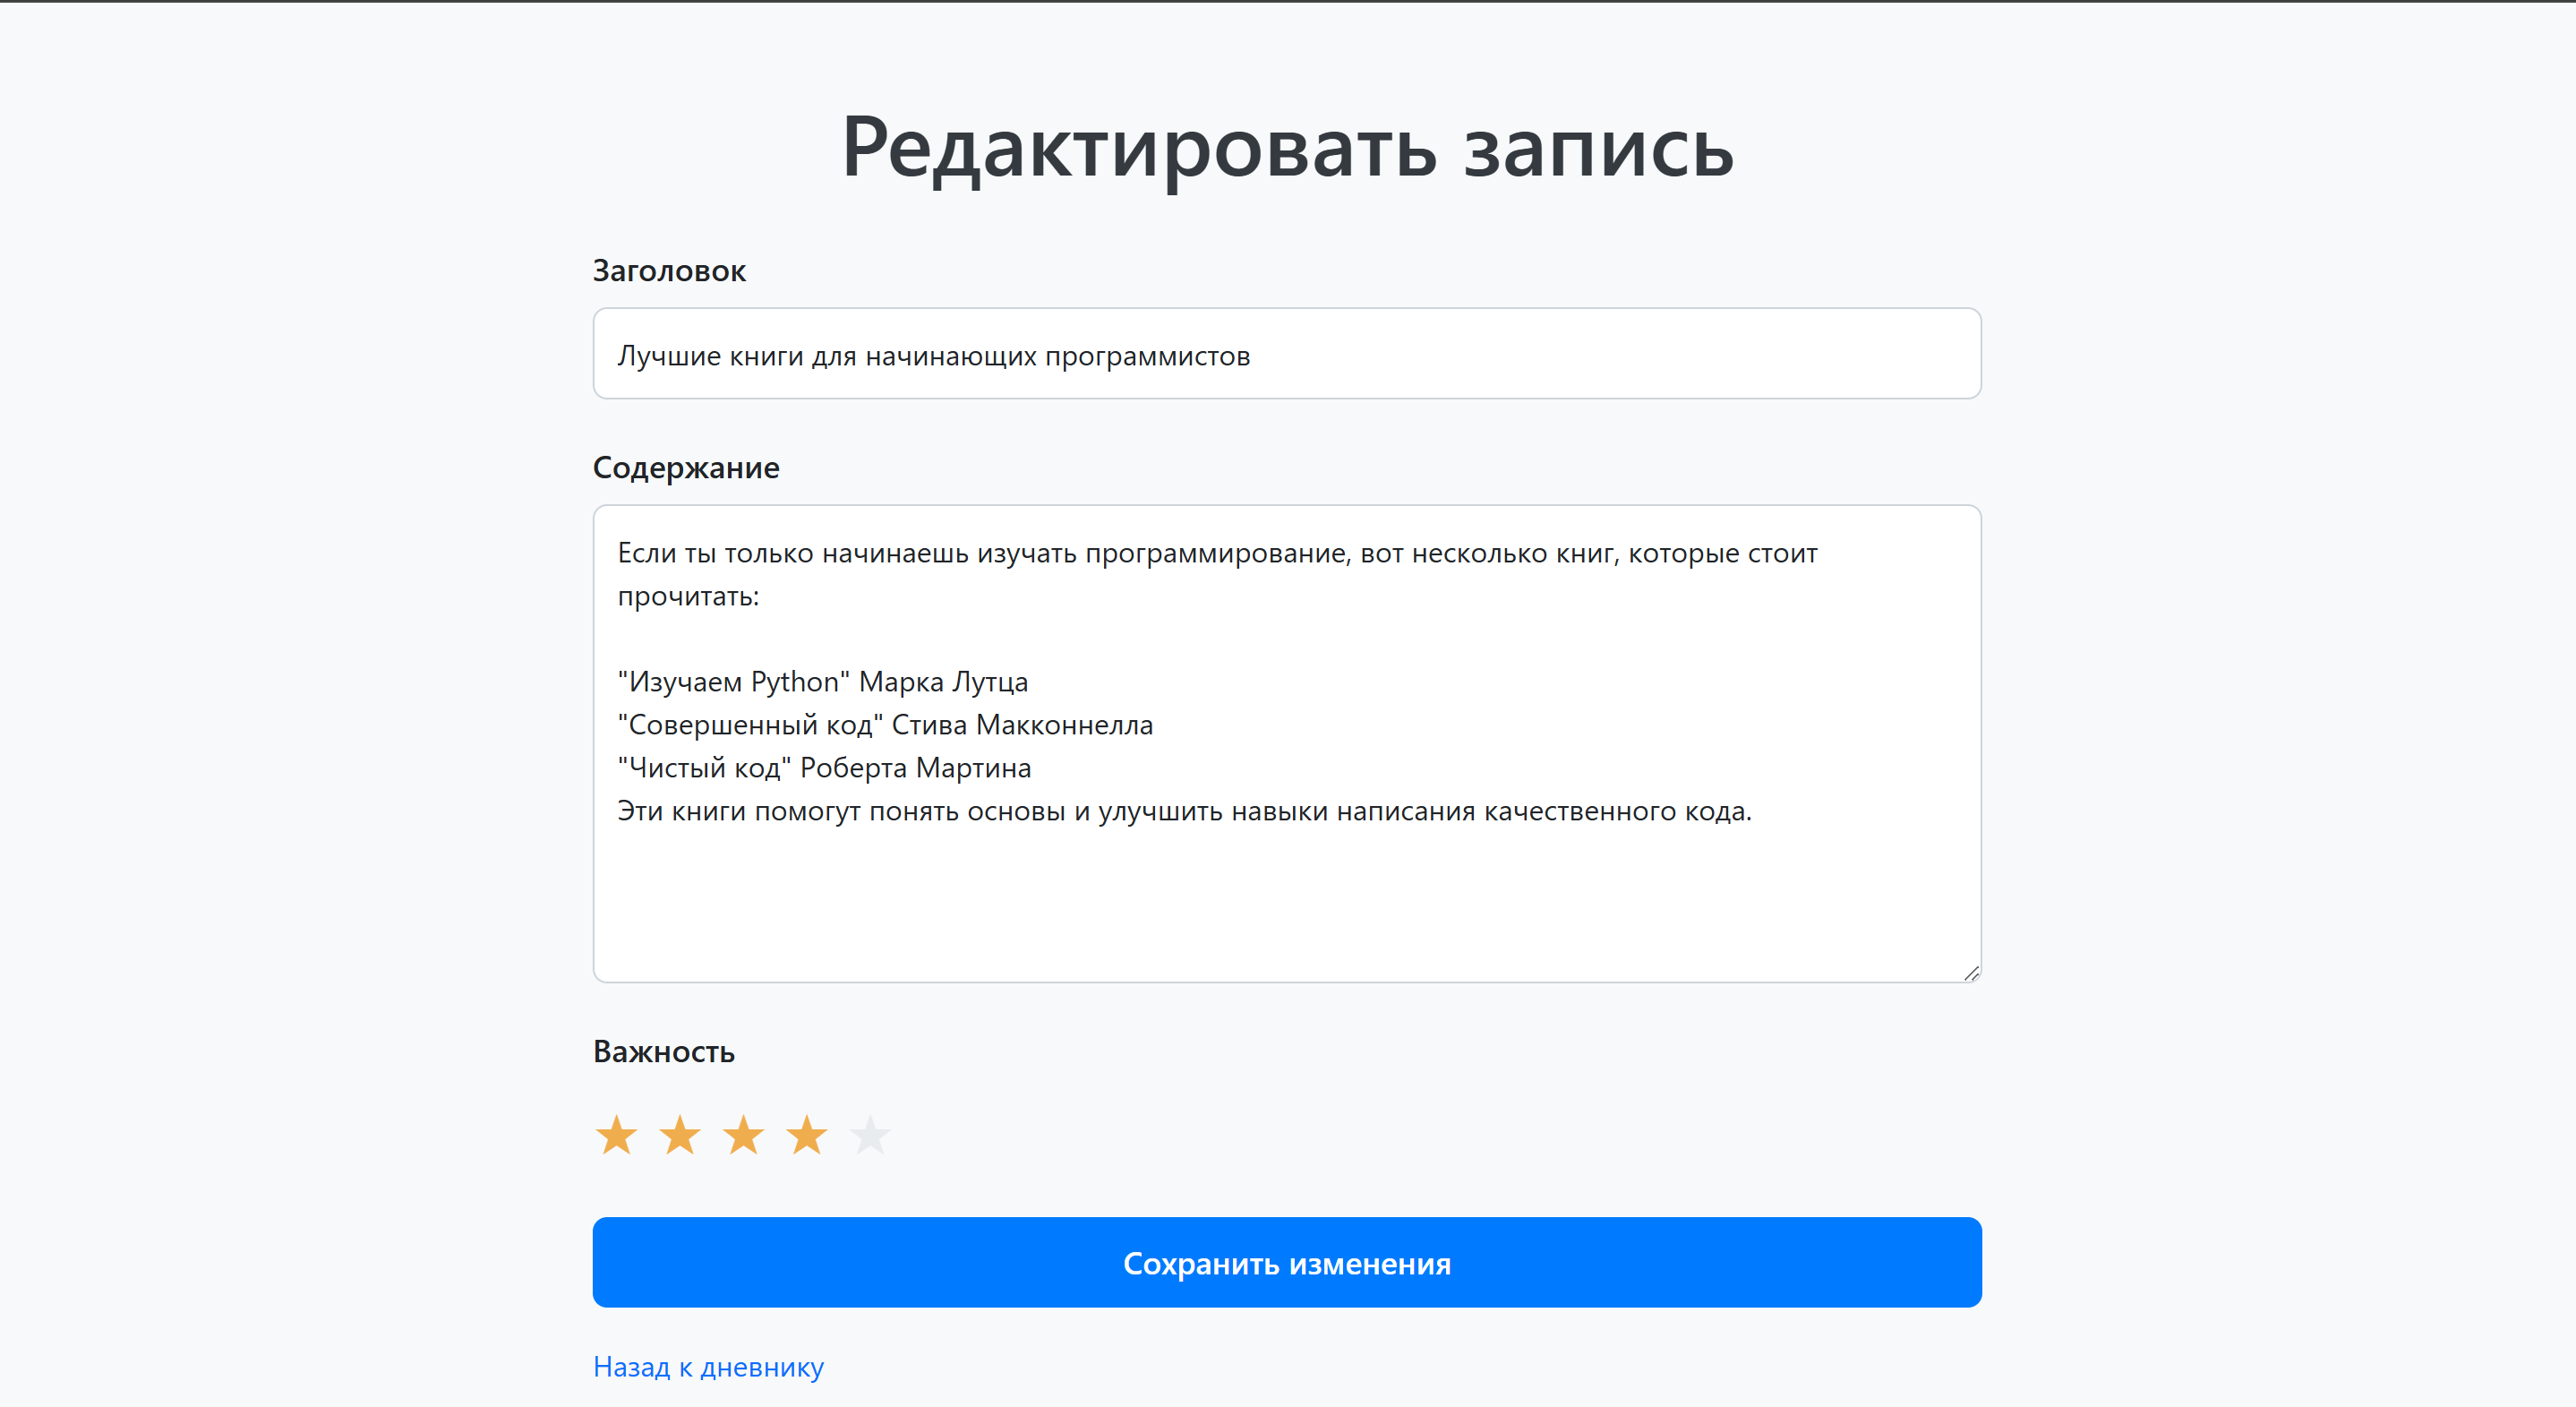 Редактировать запись
Заголовок
Лучшие книги для начинающих программистов
Содержание
Если ты только начинаешь изучать программирование, вот несколько книг, которые стоит
прочитать:
"Изучаем Python" Марка Лутца
"Совершенный код" Стива Макконнелла
"Чистый код" Роберта Мартина
Эти книги помогут понять основы и улучшить навыки написания качественного кода.
Важность
Сохранить изменения
Назад к дневнику